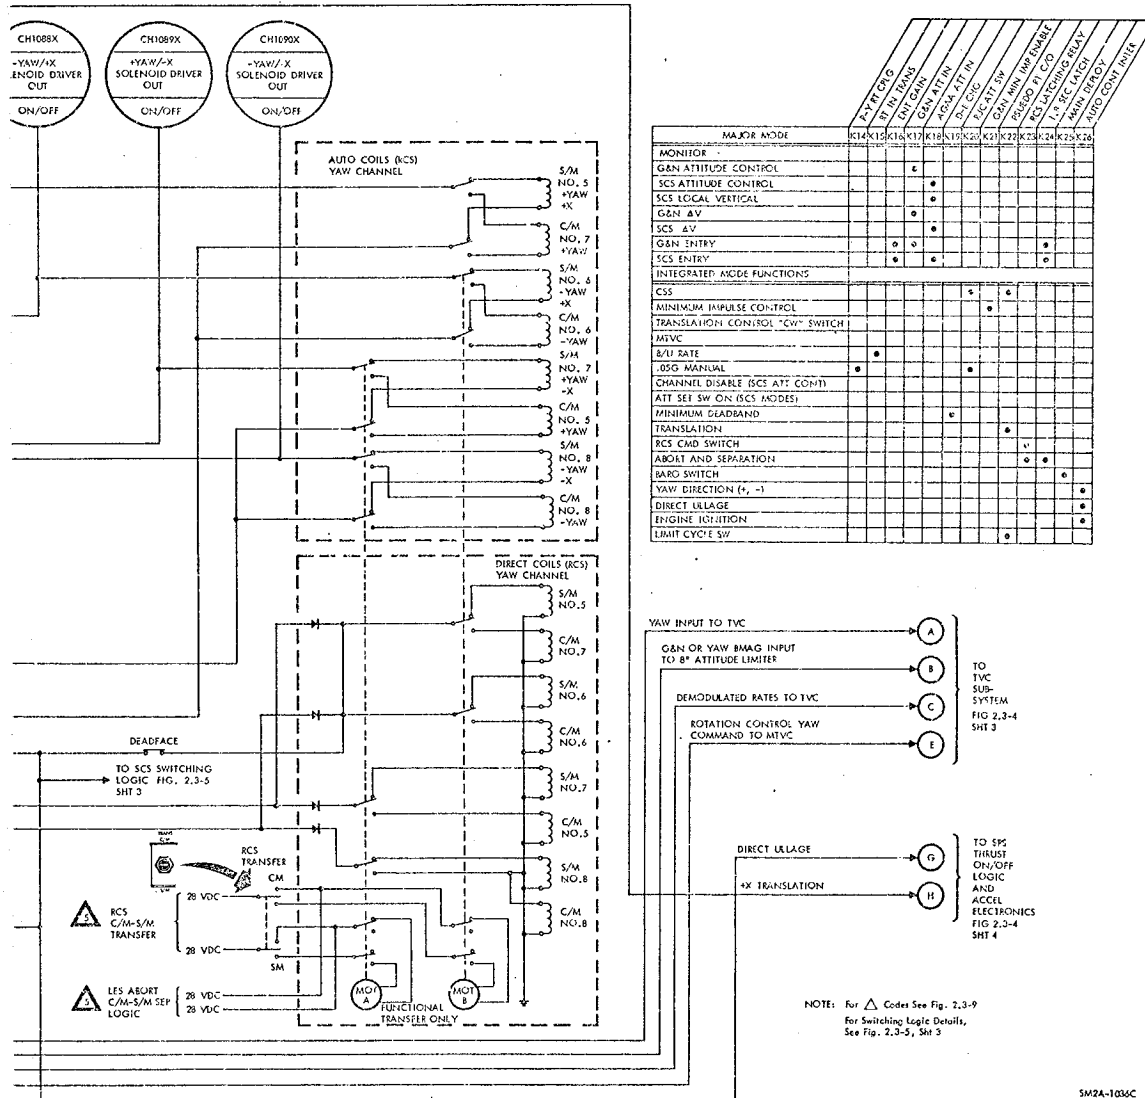 CH1088X
-YAW/+X
LENOID DRIVER
OUT
ON/OFF
CH1089X
+YAW/-X
SOLENOID DRIVER
OUT
ON/OFF
CH1090X
-YAW/-X
SOLENOID DRIVER
OUT
ON/OFF
AUTO COILS (RCS)
YAW CHANNEL
S/M
NO. 5
+YAW
+X
C/M
NO. 7
+YAW
S/M
NO. 6
-YAW
+X
C/M
NO. 6
-YAW
S/M
NO. 7
+YAW
-X
C/M
NO. 5
+YAW
S/M
NO. 8
-YAW
-X
C/M
NO. 8
-YAW
DIRECT COILS (RCS)
YAW CHANNEL
S/M
NO.5
C/M
NO.7
S/M
NO.6
C/M
NO.6
S/M
NO.7
C/M
NO.5
S/M
NO.8
C/M
NO.8
DEADFACE
TO SCS SWITCHING
LOGIC FIG. 2.3-5
SHT 3
RCS
TRANSFER
CM
28 VDC
28 VDC
SM
5
RCS
C/M-S/M
TRANSFER
5
LES ABORT
C/M-S/M SEP
LOGIC
28 VDC
28 VDC
MOT
A
MOT
B
FUNCTIONAL
TRANSFER ONLY
P-Y RT CPLG
RT IN TRANS
ENT GAIN
G&N ATT IN
AGAA ATT IN
D-1 CHG
RJC ATT SW
G&N MIN IMP ENABLE
PSUEDO RT C/O
RCS LATCHING RELAY
SEC LATCH
MAIN DEPLOY
AUTO CONT INTER
MAJOR MODE K14 K15 K16 K17 K18 K19 K20 K21 K22 K23 K24 K25 K26
MONITOR
G&N ATTITUDE CONTROL
SCS ATTITUDE CONTROL
SCS LOCAL VERTICAL
G&N ΔV
SCS ΔV
G&N ENTRY
SCS ENTRY
INTEGRATED MODE FUNCTIONS
CSS
MINIMUM IMPULSE CONTROL
TRANSLATION CONTROL "CW" SWITCH
MTVC
B/U RATE
.05G MANUAL
CHANNEL DISABLE (SCS ATT CONT)
ATT SET SW ON (SCS MODES)
MINIMUM DEADBAND
TRANSLATION
RCS CMD SWITCH
ABORT AND SEPARATION
BARO SWITCH
YAW DIRECTION (+, -)
DIRECT ULLAGE
ENGINE IGNITION
LIMIT CYCLE SW
YAW INPUT TO TVC
A
G&N OR YAW BMAG INPUT
TO 8° ATTITUDE LIMITER
B
DEMODULATED RATES TO TVC
C
ROTATION CONTROL YAW
COMMAND TO MTVC
E
TO
TVC
SUB-
SYSTEM
FIG 2.3-4
SHT 3
DIRECT ULLAGE
G
+X TRANSLATION
H
TO SPS
THRUST
ON/OFF
LOGIC
AND
ACCEL
ELECTRONICS
FIG 2.3-4
SHT 4
NOTE: For △ Codes See Fig. 2.3-9
For Switching Logic Details,
See Fig. 2.3-5, Sht 3
SM2A-1036C